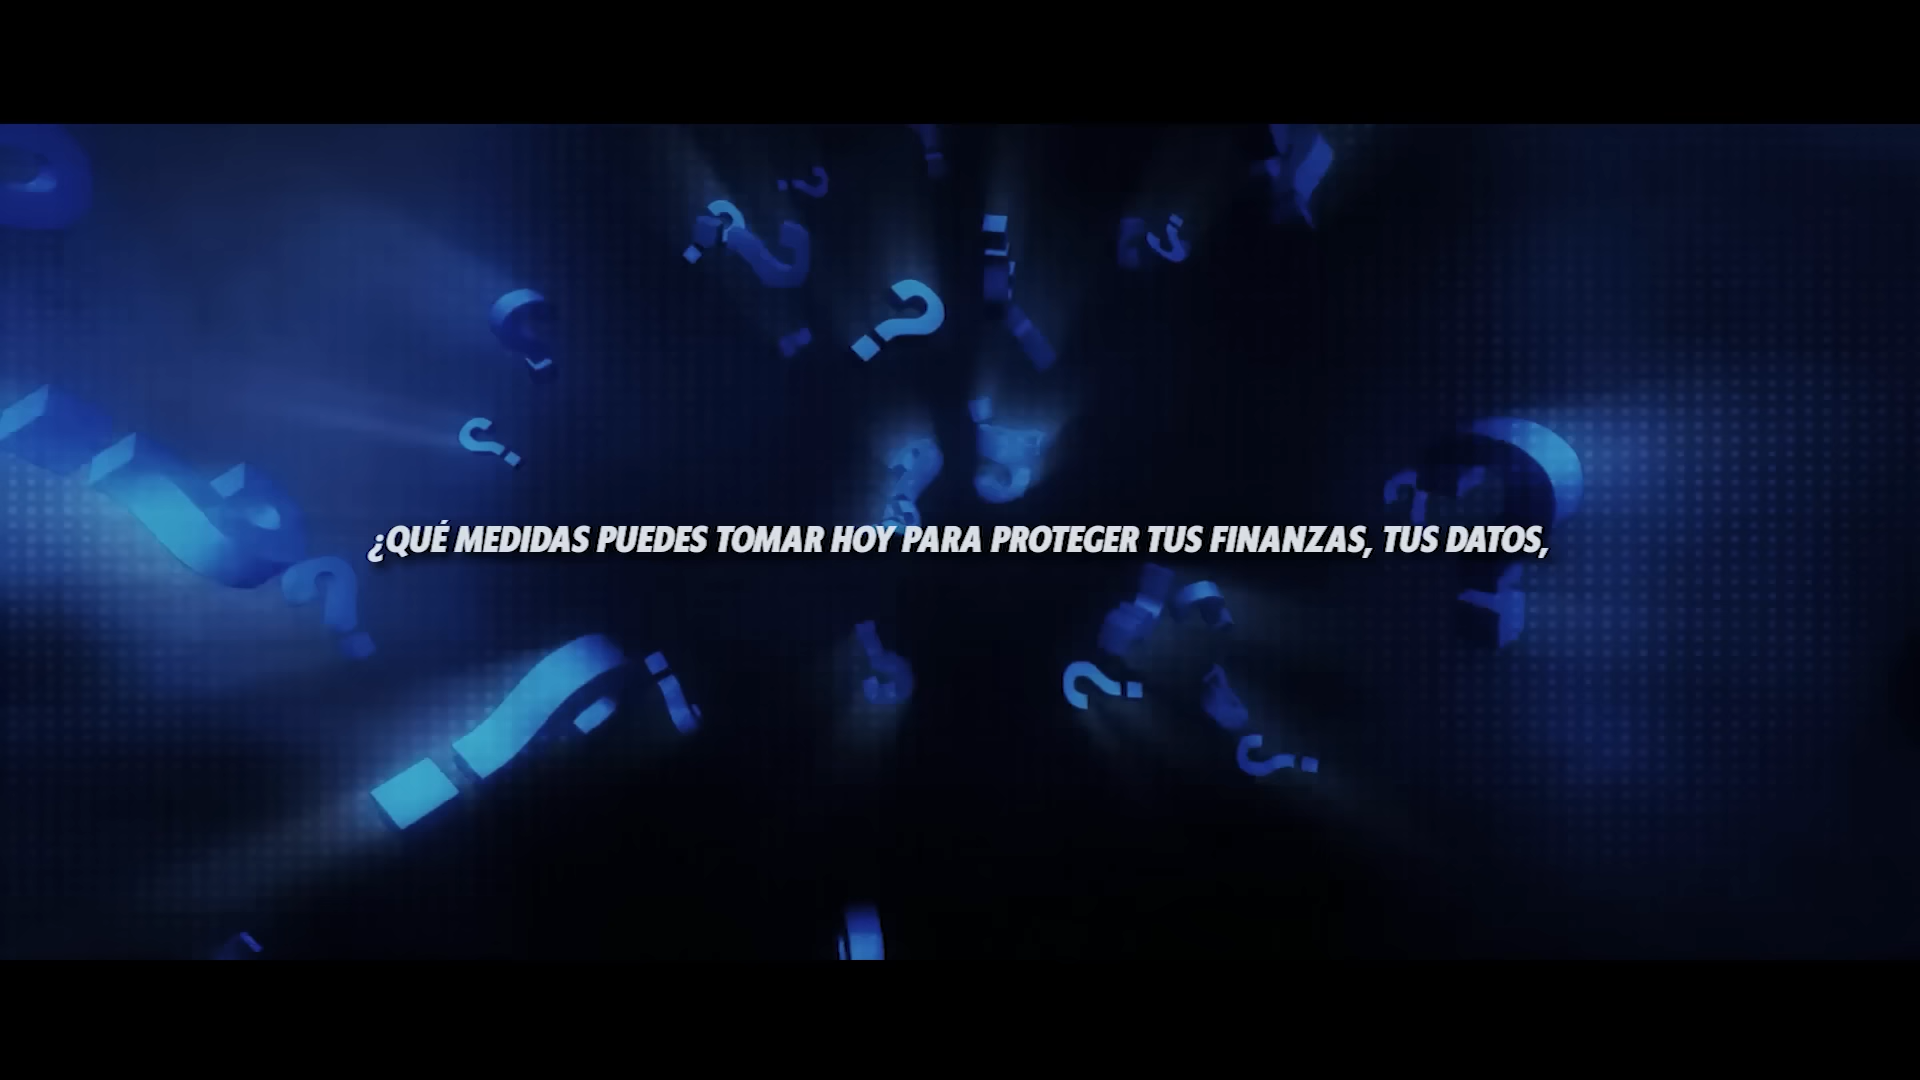 ¿QUÉ MEDIDAS PUEDES TOMAR HOY PARA PROTEGER TUS FINANZAS, TUS DATOS,